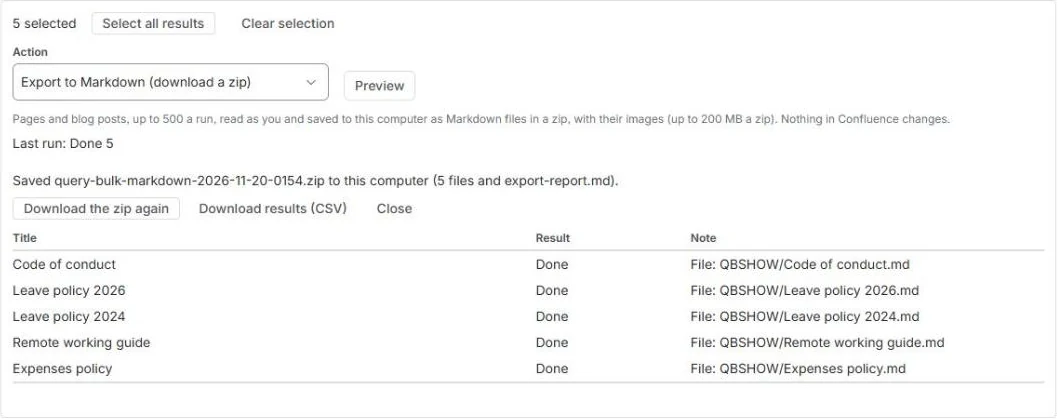 5 selected Select all results Clear selection
Action
Export to Markdown (download a zip)
Preview
Pages and blog posts, up to 500 a run, read as you and saved to this computer as Markdown files in a zip, with their images (up to 200 MB a zip). Nothing in Confluence changes.
Last run: Done 5
Saved query-bulk-markdown-2026-11-20-0154.zip to this computer (5 files and export-report.md).
Download the zip again Download results (CSV) Close
Title Result Note
Code of conduct Done File: QBSHOW/Code of conduct.md
Leave policy 2026 Done File: QBSHOW/Leave policy 2026.md
Leave policy 2024 Done File: QBSHOW/Leave policy 2024.md
Remote working guide Done File: QBSHOW/Remote working guide.md
Expenses policy Done File: QBSHOW/Expenses policy.md